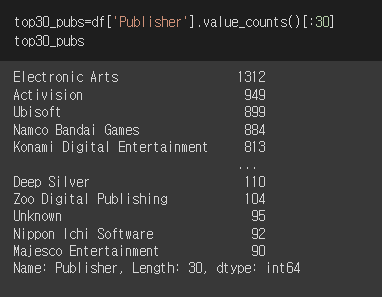 top30_pubs=df['Publisher'].value_counts()[:30]
top30_pubs
Electronic Arts 1312
Activision 949
Ubisoft 899
Namco Bandai Games 884
Konami Digital Entertainment 813
...
Deep Silver 110
Zoo Digital Publishing 104
Unknown 95
Nippon Ichi Software 92
Majesco Entertainment 90
Name: Publisher, Length: 30, dtype: int64